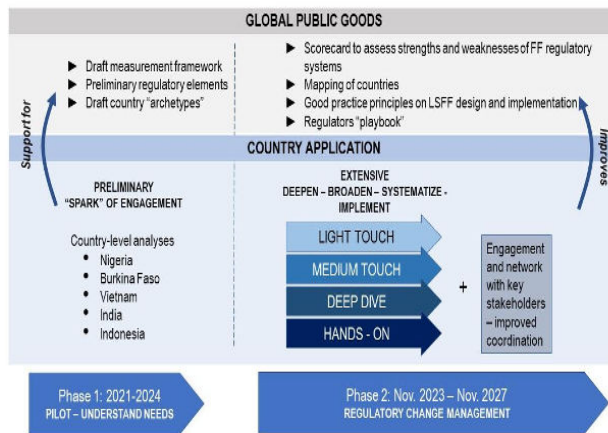 GLOBAL PUBLIC GOODS
Draft measurement framework
Preliminary regulatory elements
Draft country “archetypes”
Scorecard to assess strengths and weaknesses of FF regulatory
systems
Mapping of countries
Good practice principles on LSFF design and implementation
Regulators “playbook”
Support for
Improves
COUNTRY APPLICATION
PRELIMINARY
“SPARK” OF ENGAGEMENT
Country-level analyses
• Nigeria
• Burkina Faso
• Vietnam
• India
• Indonesia
EXTENSIVE
DEEPEN – BROADEN – SYSTEMATIZE -
IMPLEMENT
LIGHT TOUCH
MEDIUM TOUCH
DEEP DIVE
HANDS - ON
+
Engagement
and network
with key
stakeholders
– improved
coordination
Phase 1: 2021-2024
PILOT – UNDERSTAND NEEDS
Phase 2: Nov. 2023 – Nov. 2027
REGULATORY CHANGE MANAGEMENT